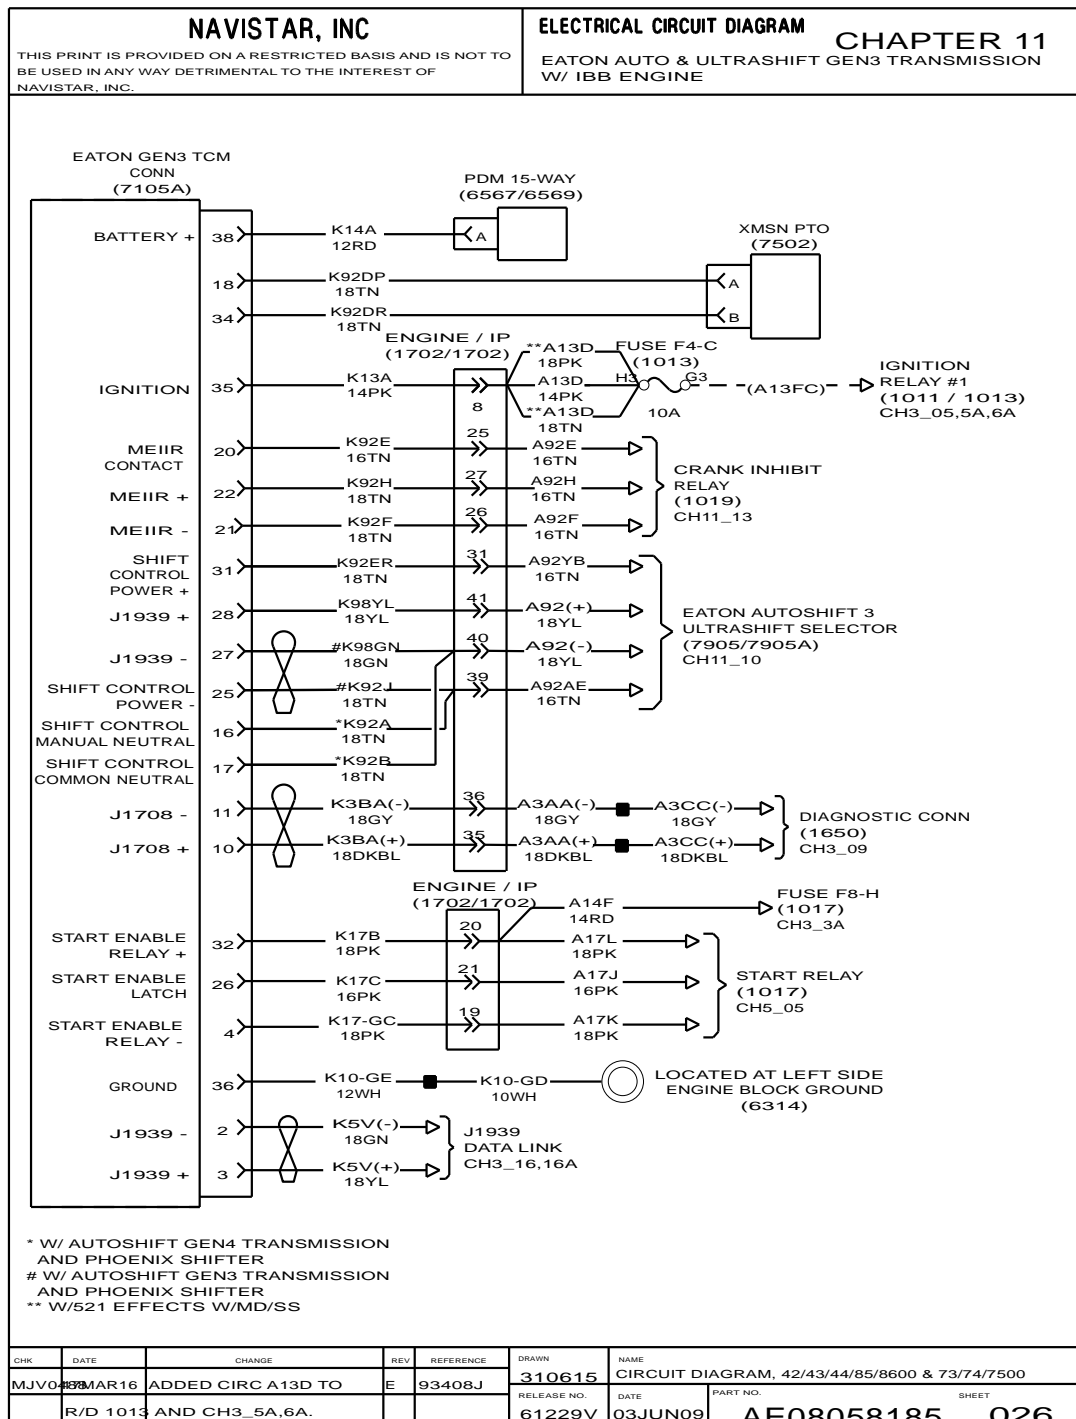 NAVISTAR, INC
THIS PRINT IS PROVIDED ON A RESTRICTED BASIS AND IS NOT TO
BE USED IN ANY WAY DETRIMENTAL TO THE INTEREST OF
NAVISTAR, INC.
ELECTRICAL CIRCUIT DIAGRAM
CHAPTER 11
EATON AUTO & ULTRASHIFT GEN3 TRANSMISSION
W/ IBB ENGINE
EATON GEN3 TCM
CONN
(7105A)
PDM 15-WAY
(6567/6569)
BATTERY + 38 K14A A
12RD
XMSN PTO
(7502)
18 K92DP A
18TN
34 K92DR B
18TN
ENGINE / IP
(1702/1702)
**A13D
18PK
FUSE F4-C
(1013)
IGNITION 35 K13A
14PK
8
A13D H3 G3
14PK
**A13D 10A
18TN
(A13FC)
IGNITION
RELAY #1
(1011 / 1013)
CH3_05,5A,6A
MEIIR
CONTACT
20 K92E 25 A92E
16TN 16TN
MEIIR + 22 K92H 27 A92H
18TN 16TN
MEIIR - 21 K92F 26 A92F
18TN 16TN
CRANK INHIBIT
RELAY
(1019)
CH11_13
SHIFT
CONTROL
POWER +
31 K92ER 31 A92YB
18TN 16TN
J1939 + 28 K98YL 41 A92(+)
18YL 18YL
J1939 - 27 #K98GN 40 A92(-)
18GN 18YL
SHIFT CONTROL
POWER -
25 #K92J 39 A92AE
18TN 16TN
EATON AUTOSHIFT 3
ULTRASHIFT SELECTOR
(7905/7905A)
CH11_10
SHIFT CONTROL
MANUAL NEUTRAL
16 *K92A
18TN
SHIFT CONTROL
COMMON NEUTRAL
17 *K92B
18TN
J1708 - 11 K3BA(-) 36 A3AA(-) A3CC(-)
18GY 18GY 18GY
J1708 + 10 K3BA(+) 35 A3AA(+) A3CC(+)
18DKBL 18DKBL 18DKBL
DIAGNOSTIC CONN
(1650)
CH3_09
ENGINE / IP
(1702/1702)
A14F
14RD
FUSE F8-H
(1017)
CH3_3A
START ENABLE
RELAY +
32 K17B 20 A17L
18PK 18PK
START ENABLE
LATCH
26 K17C 21 A17J
16PK 16PK
START ENABLE
RELAY -
4 K17-GC 19 A17K
18PK 18PK
START RELAY
(1017)
CH5_05
GROUND 36 K10-GE K10-GD
12WH 10WH
LOCATED AT LEFT SIDE
ENGINE BLOCK GROUND
(6314)
J1939 - 2 K5V(-)
18GN
J1939 + 3 K5V(+)
18YL
J1939
DATA LINK
CH3_16,16A
* W/ AUTOSHIFT GEN4 TRANSMISSION
AND PHOENIX SHIFTER
# W/ AUTOSHIFT GEN3 TRANSMISSION
AND PHOENIX SHIFTER
** W/521 EFFECTS W/MD/SS
CHK DATE CHANGE REV REFERENCE
MAR16 ADDED CIRC A13D TO E 93408J
R/D 1013 AND CH3_5A,6A.
DRAWN
310615
NAME
CIRCUIT DIAGRAM, 42/43/44/85/8600 & 73/74/7500
RELEASE NO.
61229V
DATE
03JUN09
PART NO.
AE08058185
SHEET
026